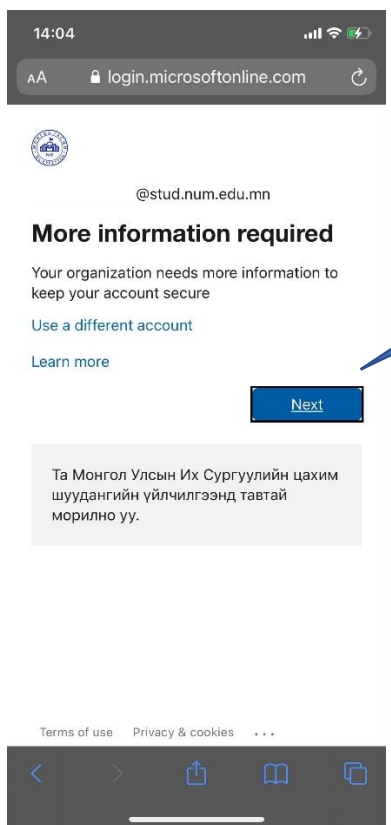 14:04
AA login.microsoftonline.com
@stud.num.edu.mn
More information required
Your organization needs more information to
keep your account secure
Use a different account
Learn more
Next
Та Монгол Улсын Их Сургуулийн цахим
шуудангийн үйлчилгээнд тавтай
морилно уу.
Terms of use Privacy & cookies ...